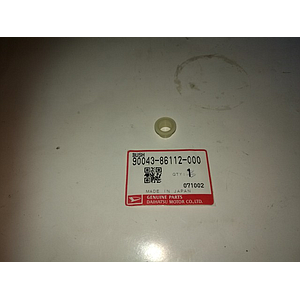 BUSH
90043-86112-000
QTY 1
071002
MADE IN JAPAN
GENUINE PARTS
DAIHATSU MOTOR CO.,LTD.